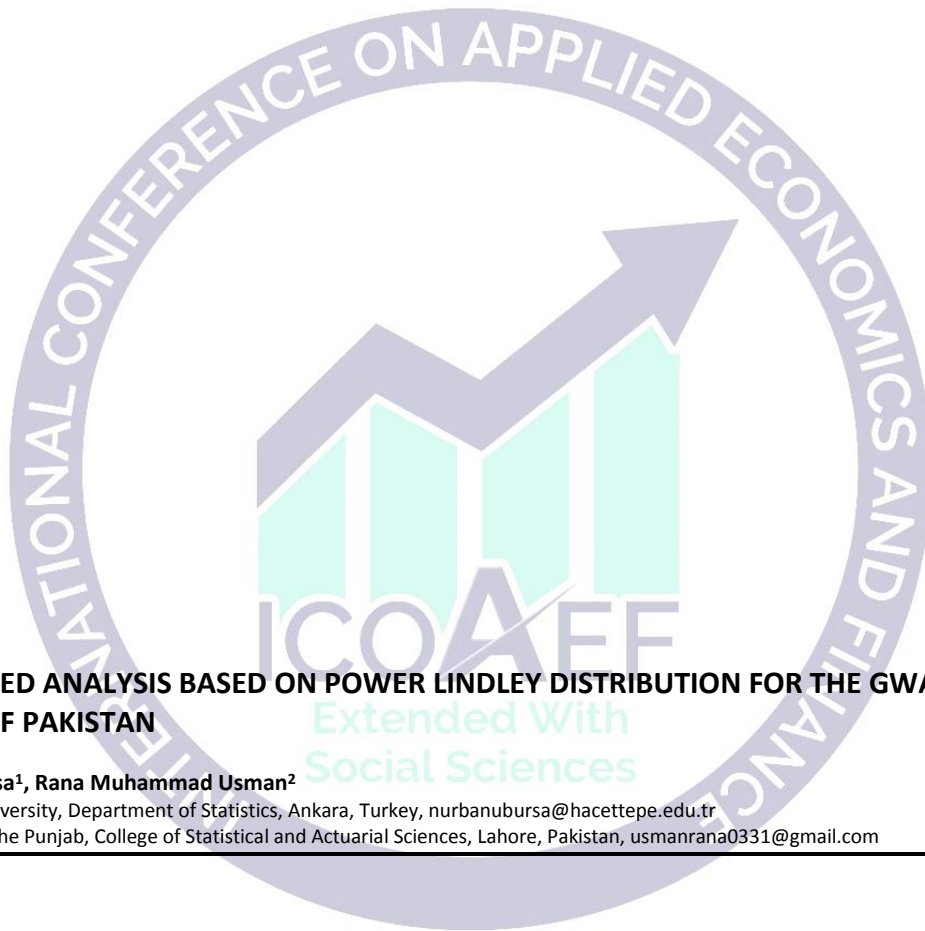 INTERNATIONAL CONFERENCE ON APPLIED ECONOMICS AND FINANCE
ICOAEF
Extended With
Social Sciences
ED ANALYSIS BASED ON POWER LINDLEY DISTRIBUTION FOR THE GWA
F PAKISTAN
sa¹, Rana Muhammad Usman²
versity, Department of Statistics, Ankara, Turkey, nurbanubursa@hacettepe.edu.tr
he Punjab, College of Statistical and Actuarial Sciences, Lahore, Pakistan, usmanrana0331@gmail.com